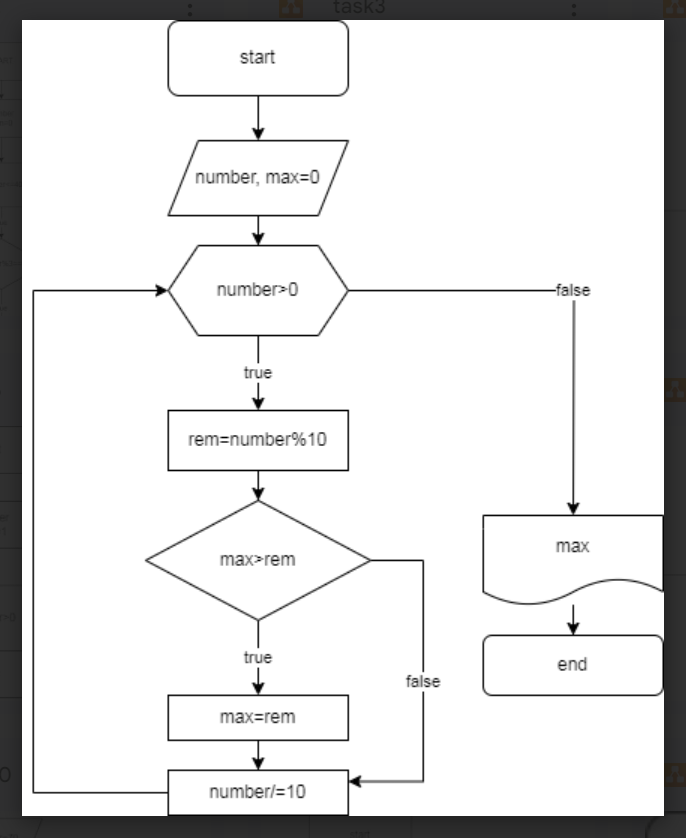 task3
start
number, max=0
number>0
false
true
rem=number%10
max>rem
max
true
false
end
max=rem
number/=10